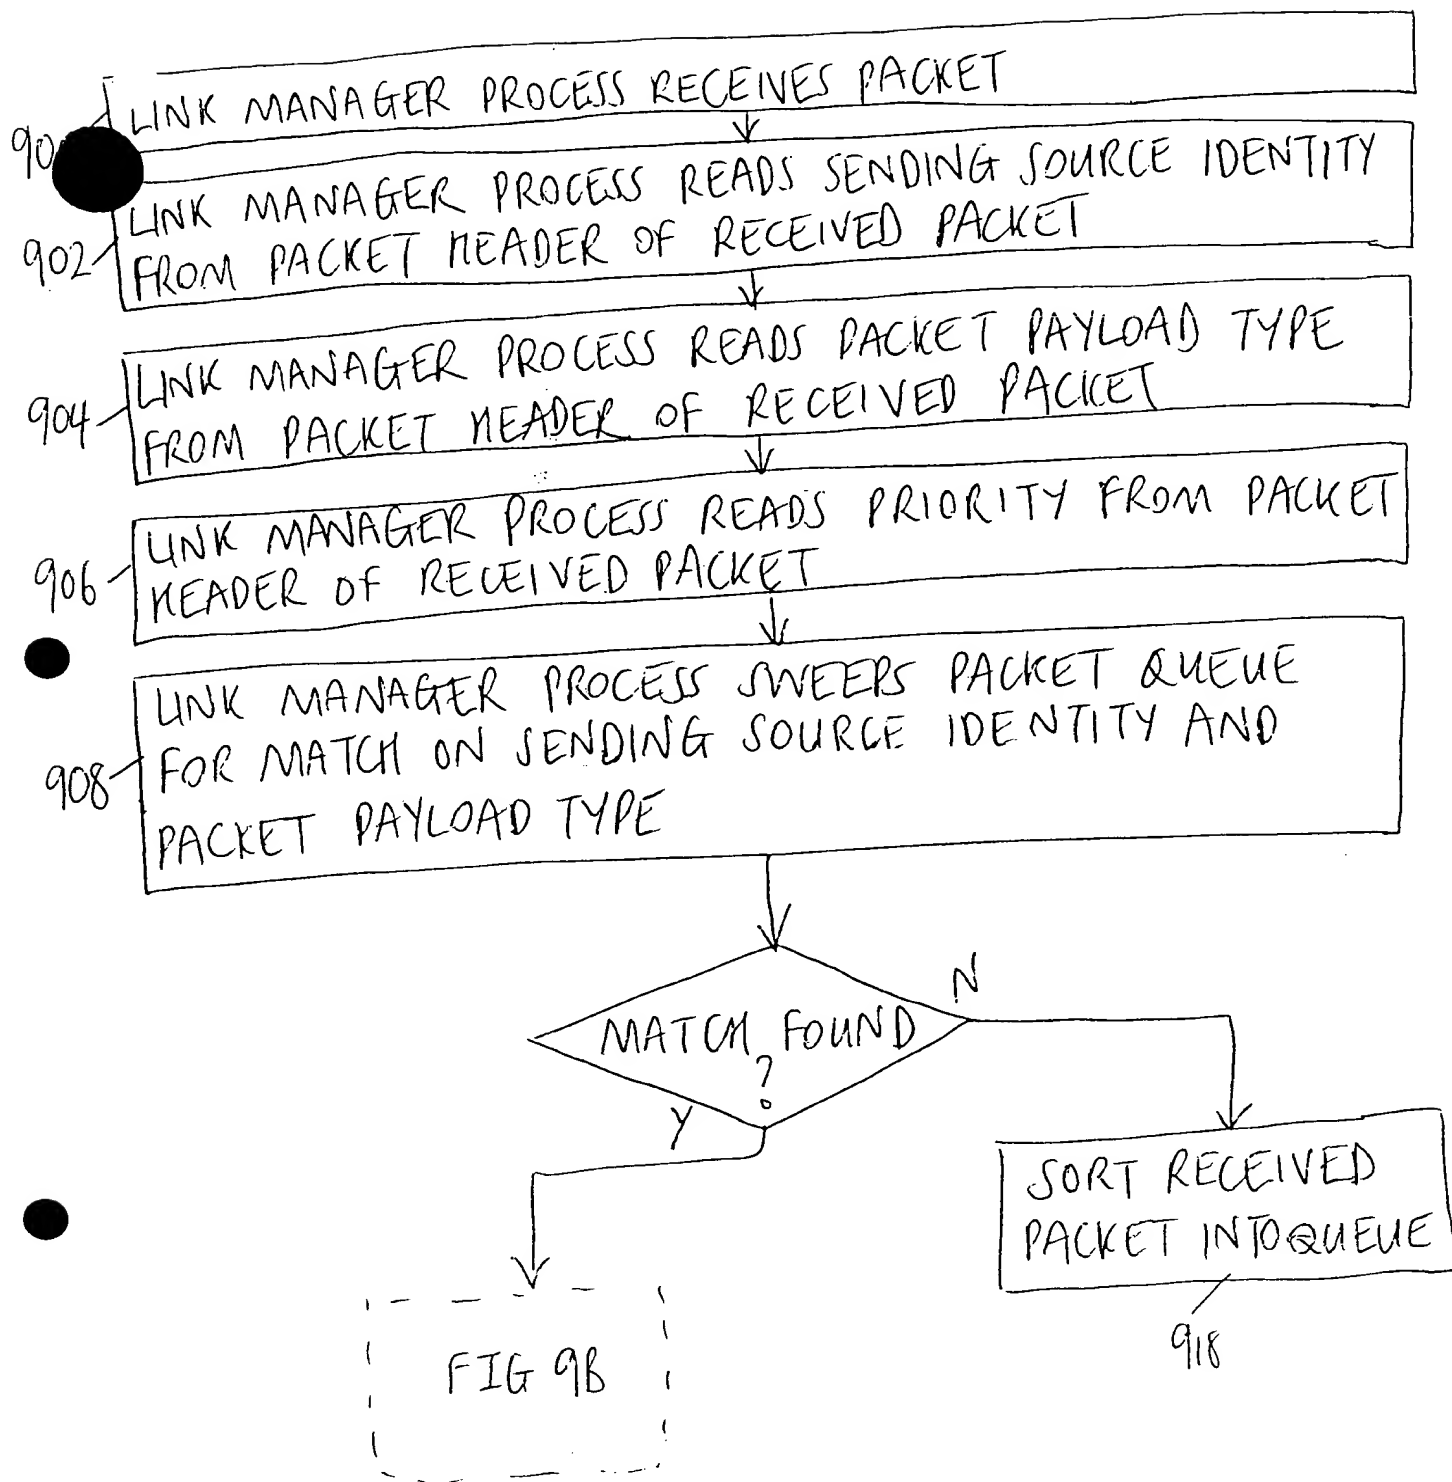 LINK MANAGER PROCESS RECEIVES PACKET
90
LINK MANAGER PROCESS READS SENDING SOURCE IDENTITY
FROM PACKET HEADER OF RECEIVED PACKET
902
LINK MANAGER PROCESS READS PACKET PAYLOAD TYPE
FROM PACKET HEADER OF RECEIVED PACKET
904
LINK MANAGER PROCESS READS PRIORITY FROM PACKET
HEADER OF RECEIVED PACKET
906
LINK MANAGER PROCESS SWEEPS PACKET QUEUE
FOR MATCH ON SENDING SOURCE IDENTITY AND
PACKET PAYLOAD TYPE
908
MATCH FOUND
?
N
Y
SORT RECEIVED
PACKET INTO QUEUE
918
FIG 9B